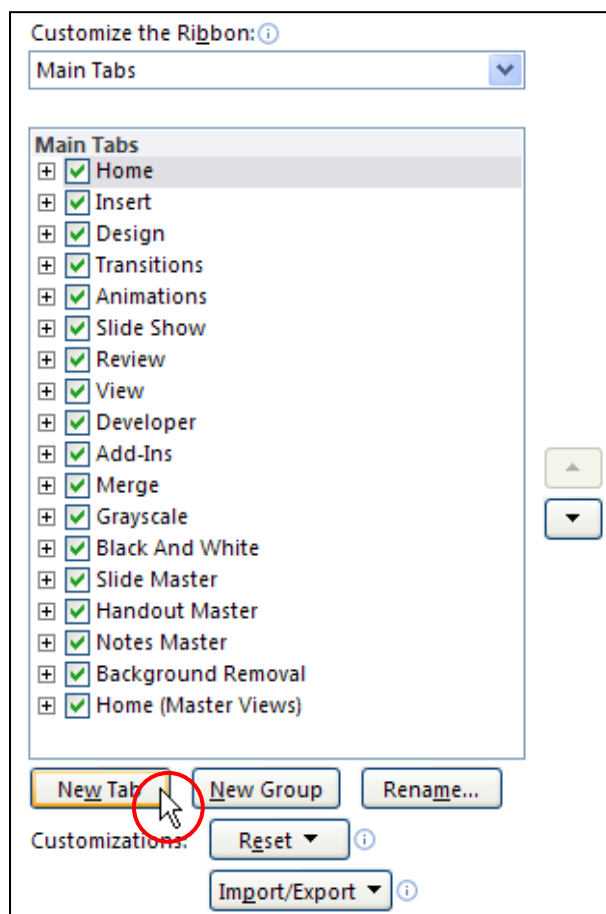 Customize the Ribbon:
Main Tabs
Main Tabs
Home
Insert
Design
Transitions
Animations
Slide Show
Review
View
Developer
Add-Ins
Merge
Grayscale
Black And White
Slide Master
Handout Master
Notes Master
Background Removal
Home (Master Views)
New Tab New Group Rename...
Customizations: Reset
Import/Export